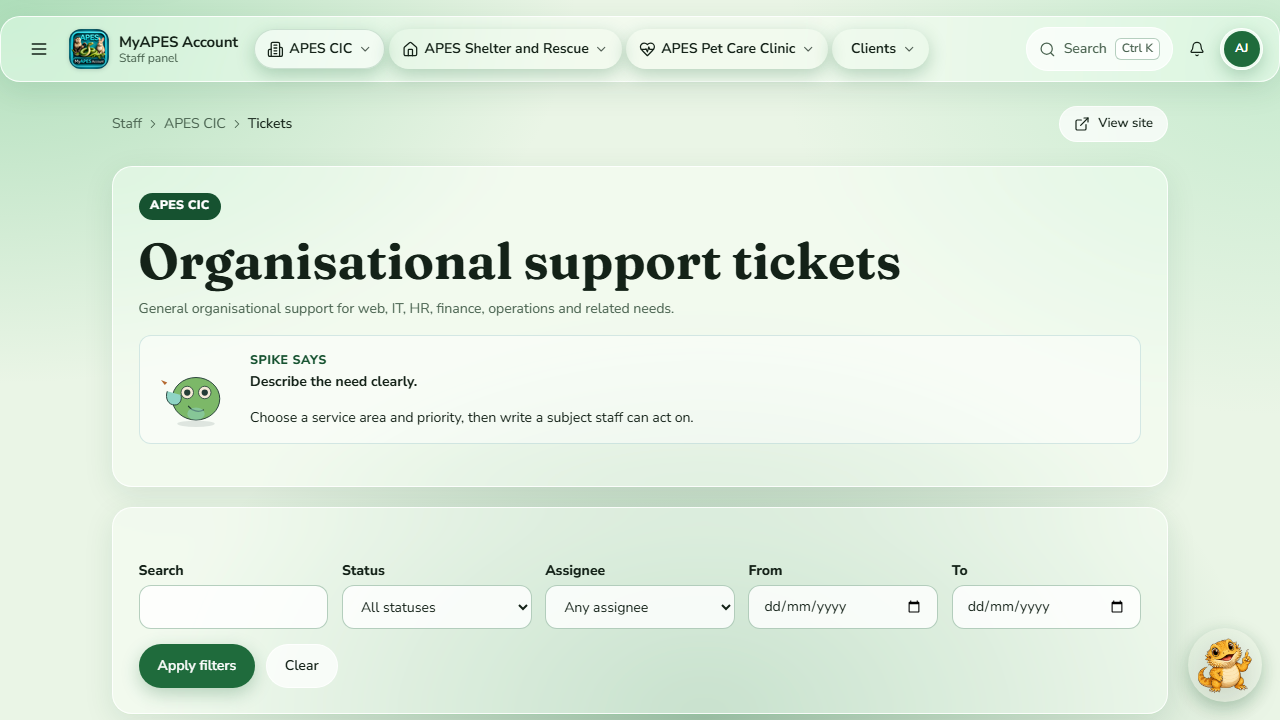 MyAPES Account
Staff panel
APES CIC
APES Shelter and Rescue
APES Pet Care Clinic
Clients
Search Ctrl K
AJ
Staff > APES CIC > Tickets
View site
APES CIC
Organisational support tickets
General organisational support for web, IT, HR, finance, operations and related needs.
SPIKE SAYS
Describe the need clearly.
Choose a service area and priority, then write a subject staff can act on.
Search
Status
Assignee
From
To
All statuses
Any assignee
dd/mm/yyyy
dd/mm/yyyy
Apply filters
Clear